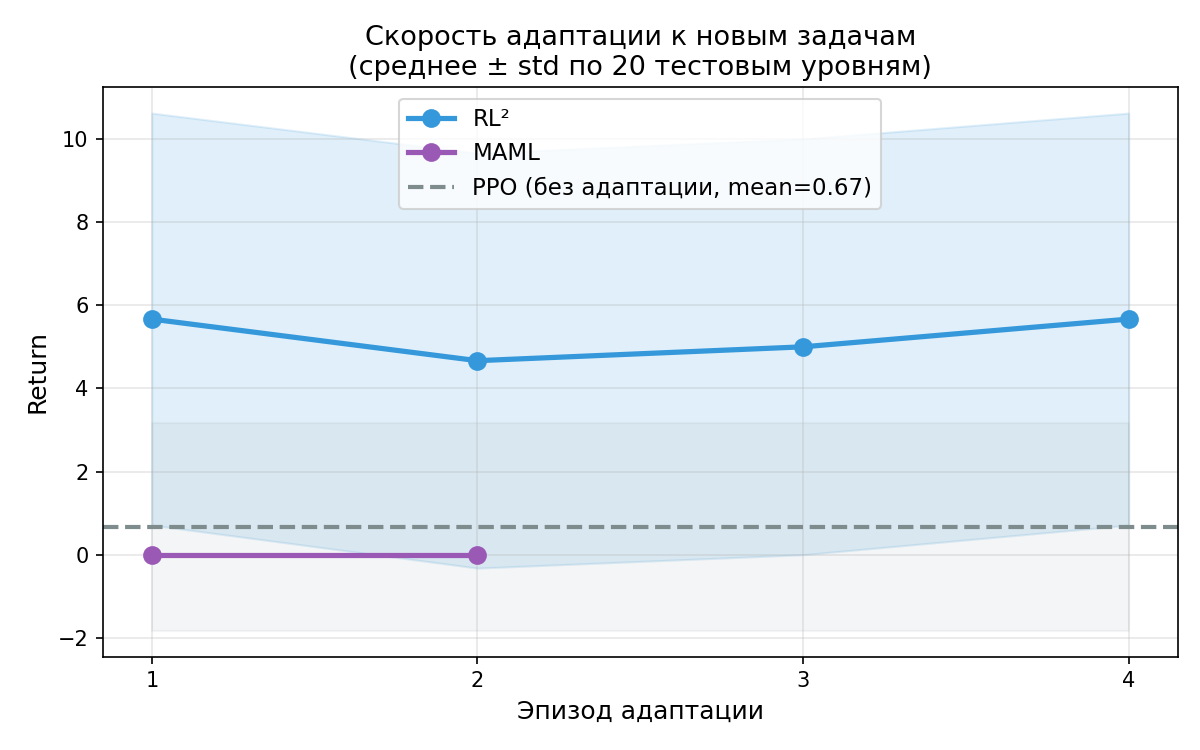 Скорость адаптации к новым задачам
(среднее ± std по 20 тестовым уровням)
RL²
MAML
PPO (без адаптации, mean=0.67)
Return
10
8
6
4
2
0
−2
1 2 3 4
Эпизод адаптации